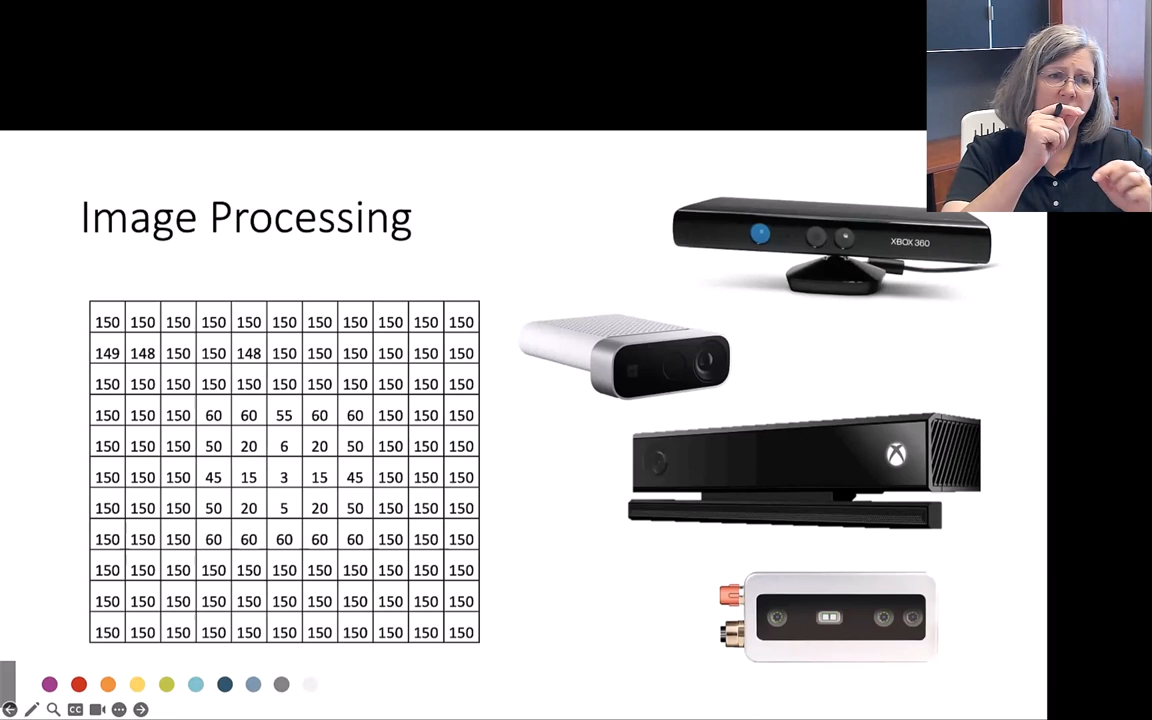 Image Processing
XBOX 360
150 150 150 150 150 150 150 150 150 150 150
149 148 150 150 148 150 150 150 150 150 150
150 150 150 150 150 150 150 150 150 150 150
150 150 150 60 60 55 60 60 150 150 150
150 150 150 50 20 6 20 50 150 150 150
150 150 150 45 15 3 15 45 150 150 150
150 150 150 50 20 5 20 50 150 150 150
150 150 150 60 60 60 60 60 150 150 150
150 150 150 150 150 150 150 150 150 150 150
150 150 150 150 150 150 150 150 150 150 150
150 150 150 150 150 150 150 150 150 150 150
CC